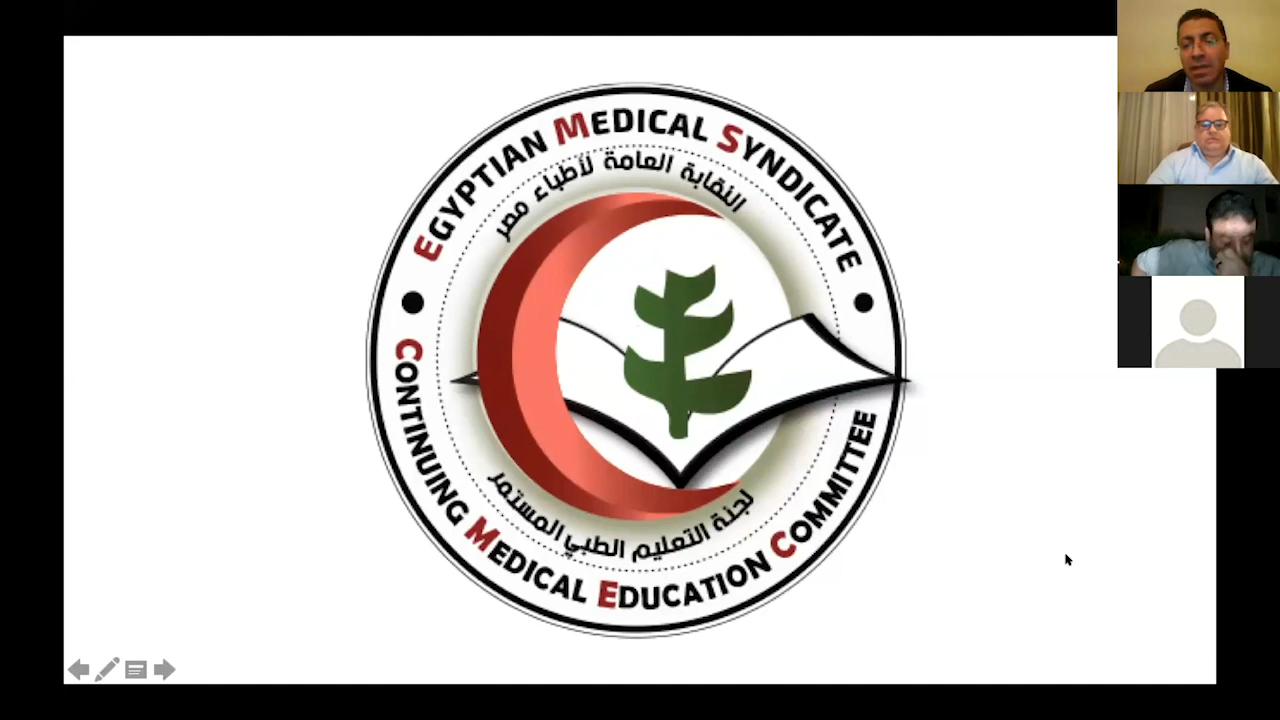 EGYPTIAN MEDICAL SYNDICATE
النقابة العامة لأطباء مصر
لجنة التعليم الطبي المستمر
CONTINUING MEDICAL EDUCATION COMMITTEE